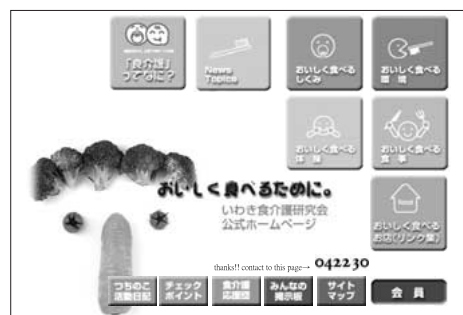 「食介護」
ってなに？
News
Topics
おいしく食べる
しくみ
おいしく食べる
環 境
おいしく食べる
体 操
おいしく食べる
食 事
おいしく食べるために。
いわき食介護研究会
公式ホームページ
おいしく食べる
お店(リンク集)
thanks!! contact to this page→ 042230
つちのこ
活動日記
チェック
ポイント
食介護
応援団
みんなの
掲示板
サイト
マップ
会 員